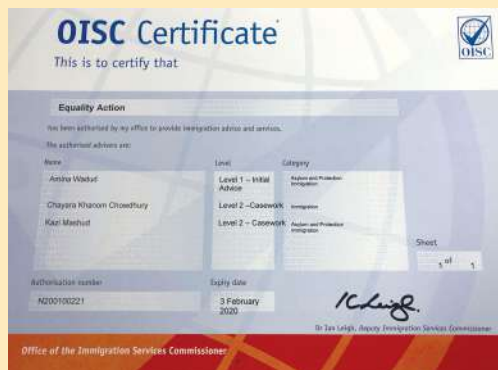 OISC Certificate
This is to certify that
OISC
Equality Action
has been authorised by my office to provide immigration advice and services.
The authorised advisers are:
Name Level Category
Amina Wadud Level 1 – Initial Advice Asylum and Protection Immigration
Chayara Khanom Chowdhury Level 2 –Casework Immigration
Kazi Mashud Level 2 – Casework Asylum and Protection Immigration
Sheet
1 of 1
Authorisation number Expiry date
N200100221 3 February 2020
Dr Ian Leigh, Deputy Immigration Services Commissioner
Office of the Immigration Services Commissioner